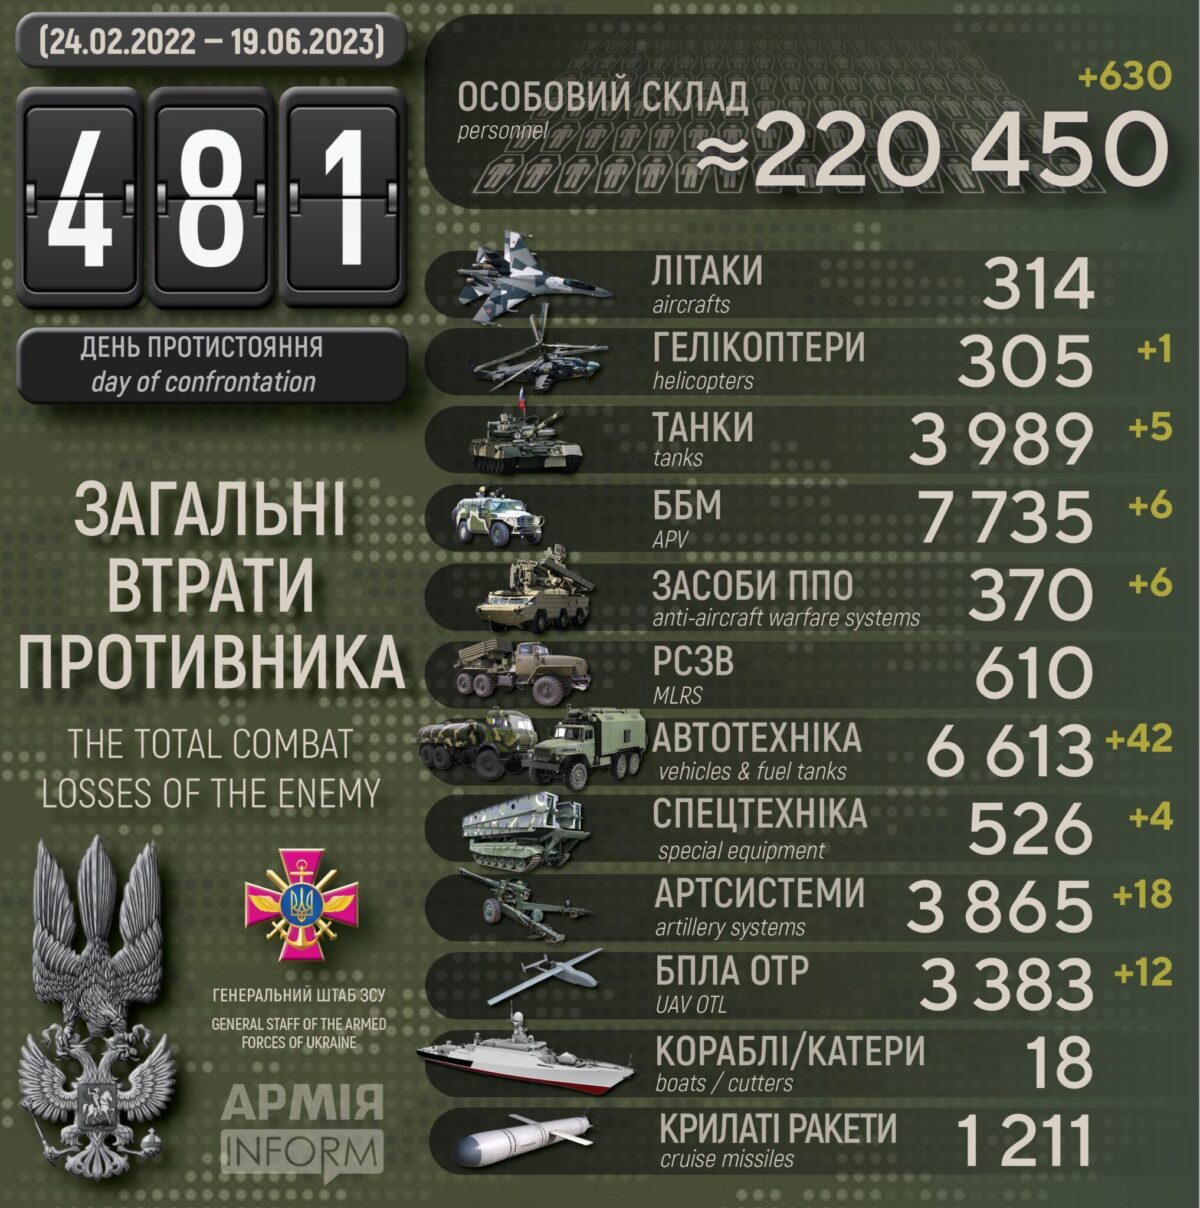 (24.02.2022 – 19.06.2023)
481
ДЕНЬ ПРОТИСТОЯННЯ
day of confrontation
ЗАГАЛЬНІ
ВТРАТИ
ПРОТИВНИКА
THE TOTAL COMBAT
LOSSES OF THE ENEMY
ГЕНЕРАЛЬНИЙ ШТАБ ЗСУ
GENERAL STAFF OF THE ARMED
FORCES OF UKRAINE
АРМІЯ
INFORM
ОСОБОВИЙ СКЛАД
personnel
+630
≈220 450
ЛІТАКИ 314
aircrafts
ГЕЛІКОПТЕРИ 305 +1
helicopters
ТАНКИ 3 989 +5
tanks
ББМ 7 735 +6
APV
ЗАСОБИ ППО 370 +6
anti-aircraft warfare systems
РСЗВ 610
MLRS
АВТОТЕХНІКА 6 613 +42
vehicles & fuel tanks
СПЕЦТЕХНІКА 526 +4
special equipment
АРТСИСТЕМИ 3 865 +18
artillery systems
БПЛА ОТР 3 383 +12
UAV OTL
КОРАБЛІ/КАТЕРИ 18
boats / cutters
КРИЛАТІ РАКЕТИ 1 211
cruise missiles